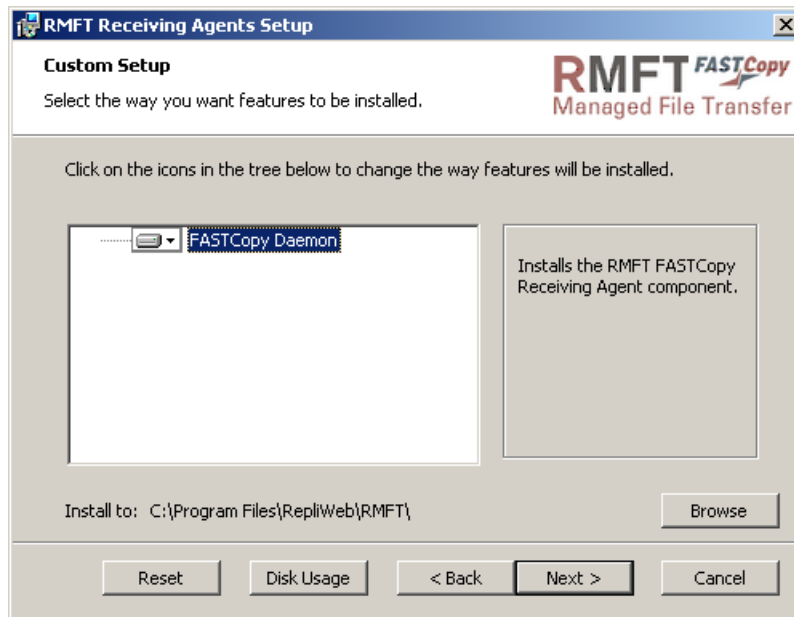 RMFT Receiving Agents Setup
Custom Setup
Select the way you want features to be installed.
RMFT FASTCopy
Managed File Transfer
Click on the icons in the tree below to change the way features will be installed.
FASTCopy Daemon
Installs the RMFT FASTCopy
Receiving Agent component.
Install to: C:\Program Files\RepliWeb\RMFT\
Browse
Reset
Disk Usage
< Back
Next >
Cancel